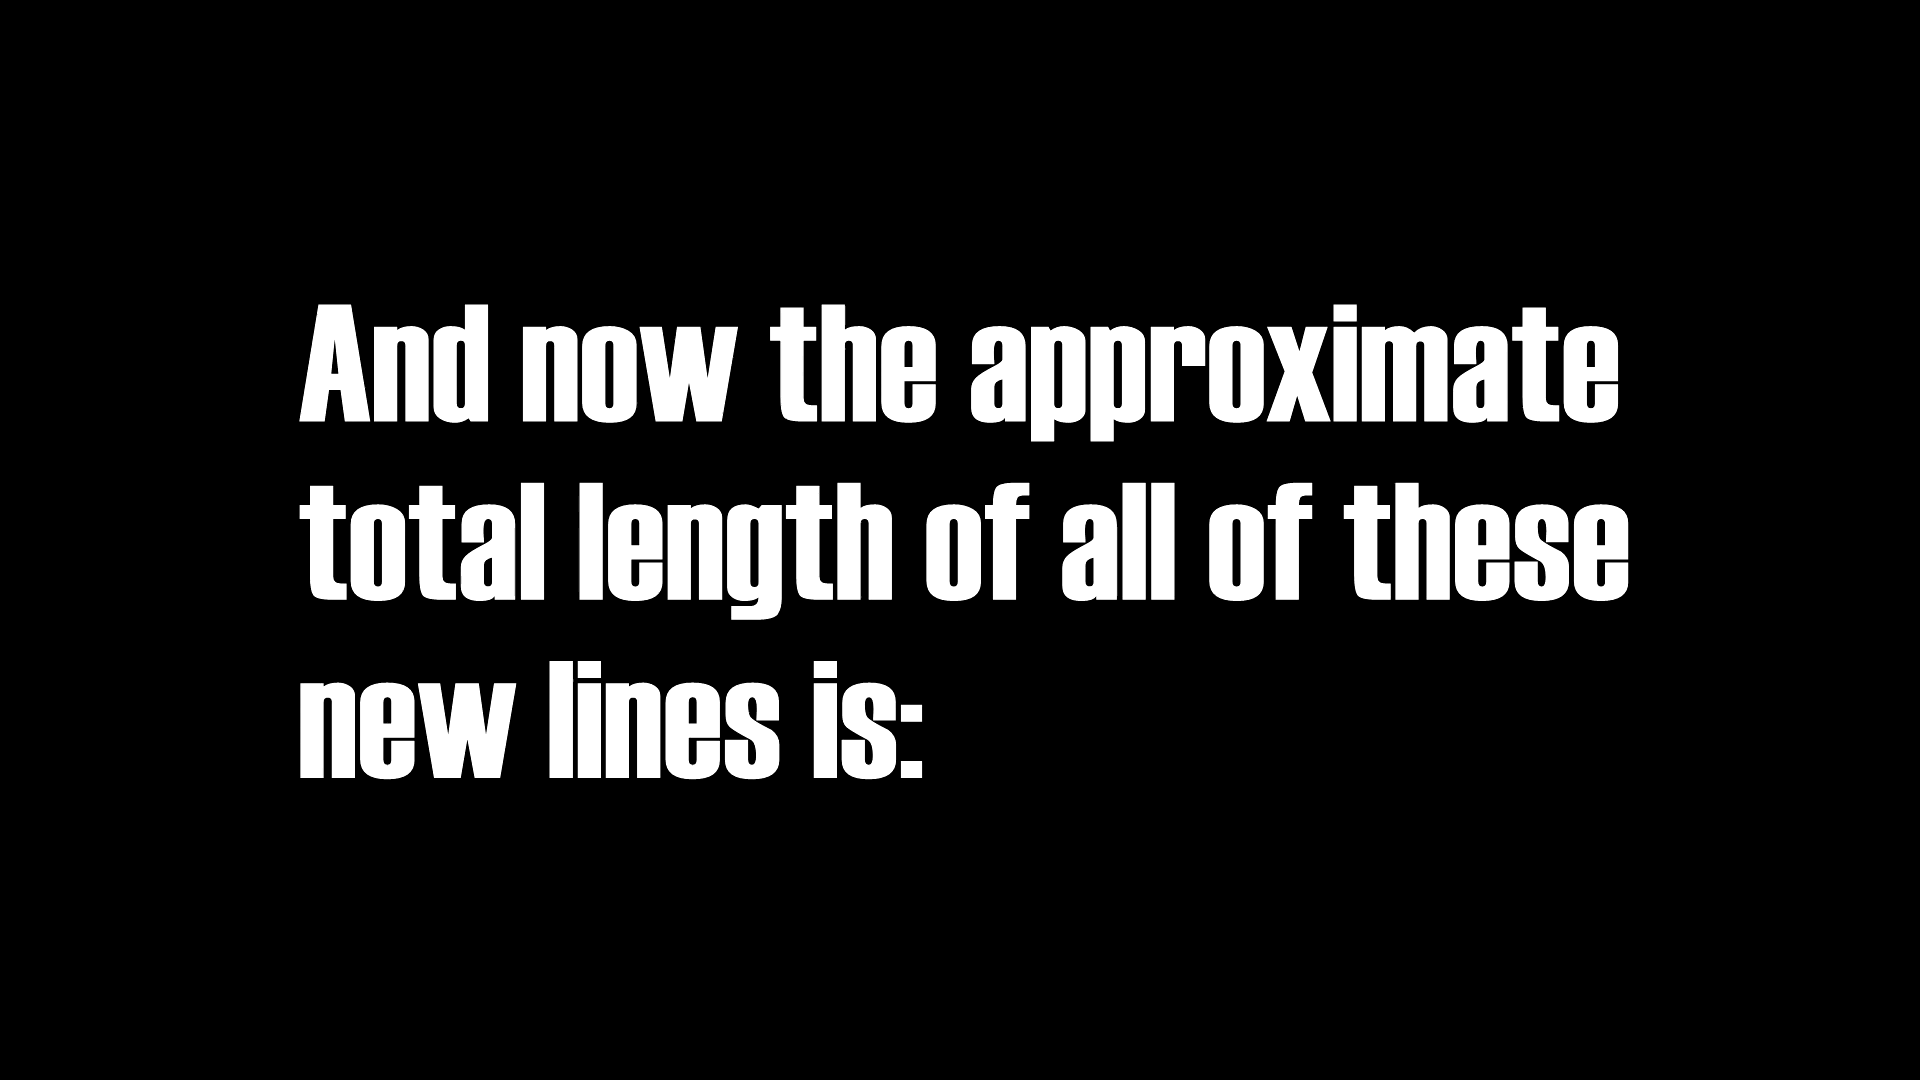 And now the approximate
total length of all of these
new lines is: